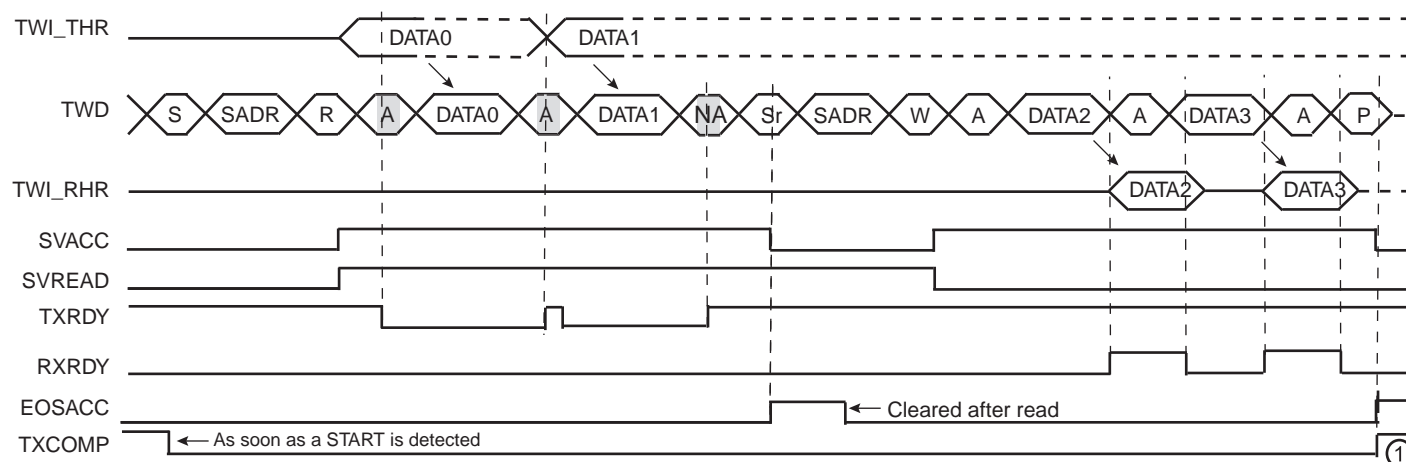 TWI_THR DATA0 DATA1
TWD S SADR R A DATA0 A DATA1 NA Sr SADR W A DATA2 A DATA3 A P
TWI_RHR DATA2 DATA3
SVACC
SVREAD
TXRDY
RXRDY
EOSACC Cleared after read
TXCOMP As soon as a START is detected 1